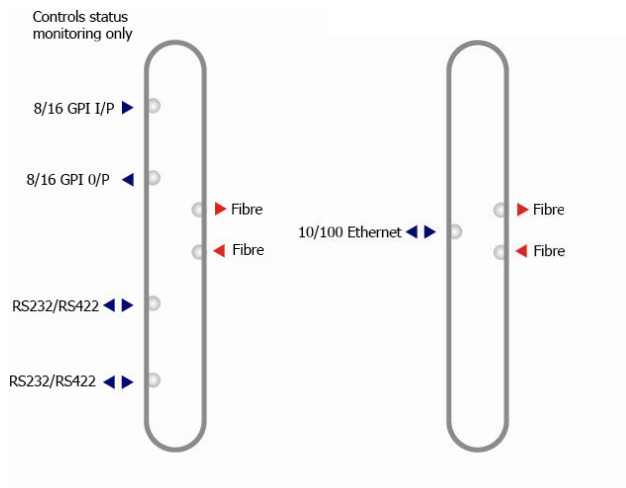 Controls status
monitoring only
8/16 GPI I/P
8/16 GPI 0/P
Fibre
Fibre
RS232/RS422
RS232/RS422
10/100 Ethernet
Fibre
Fibre